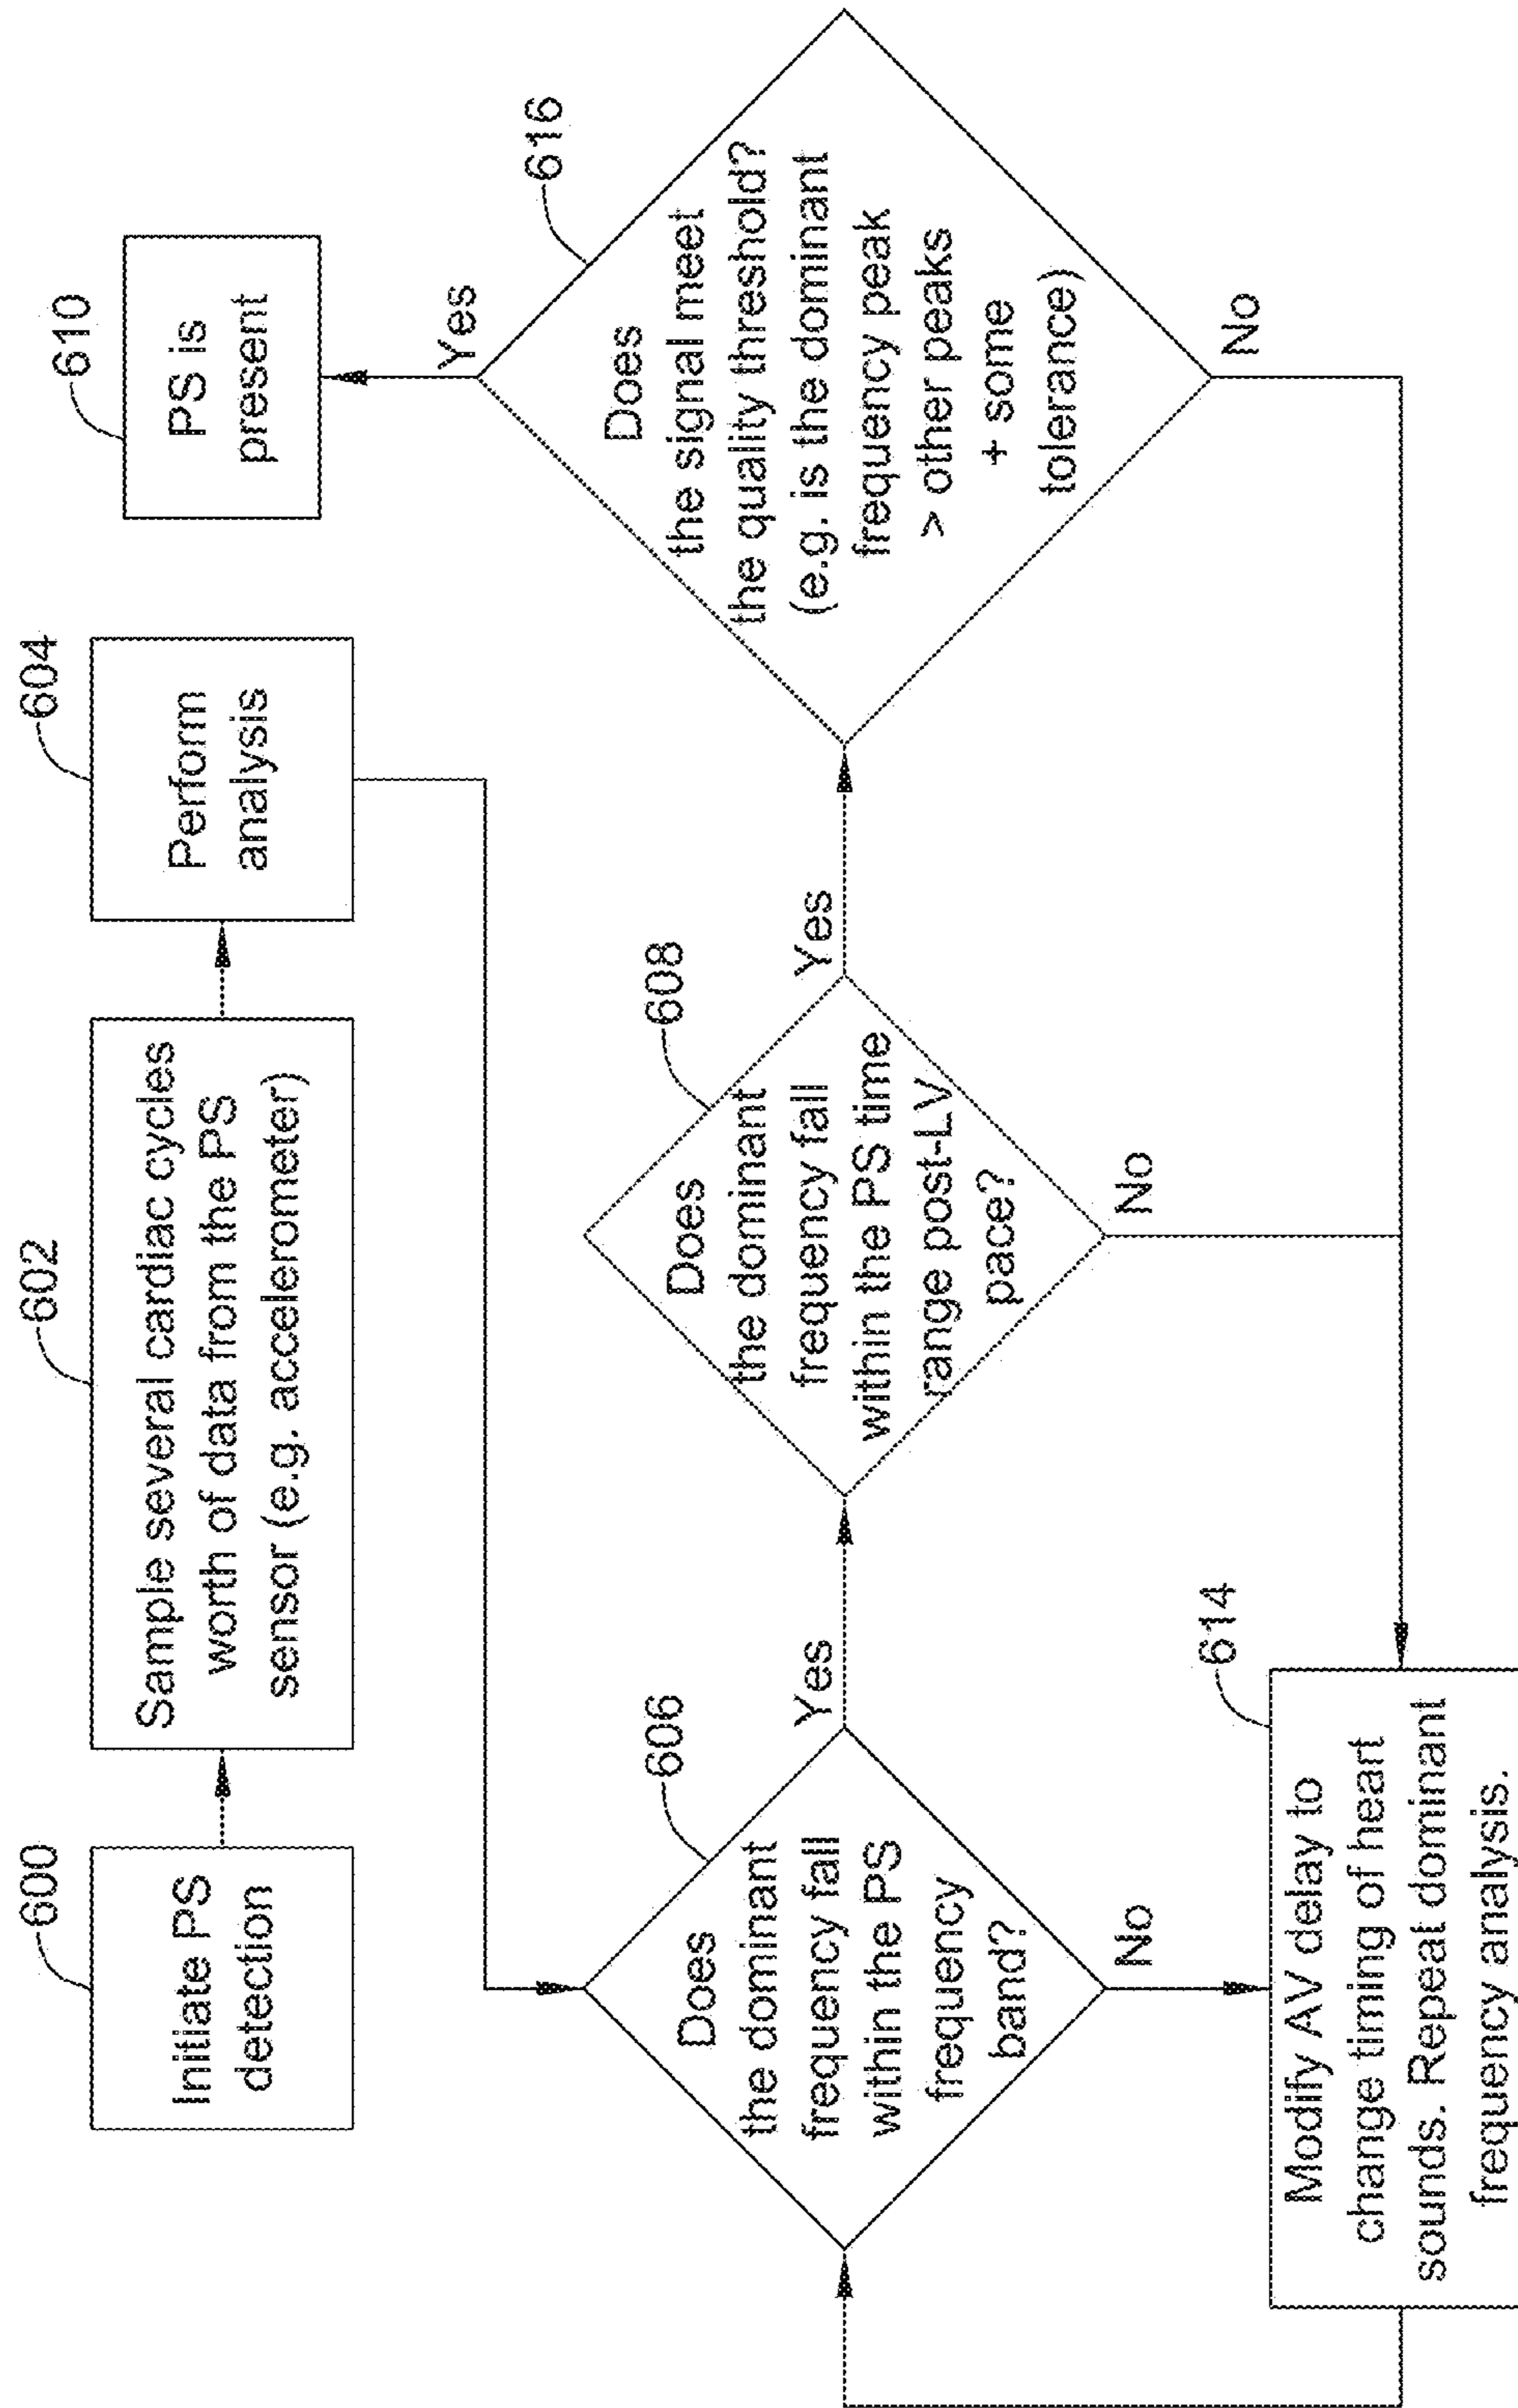 600
Initiate PS
detection
602
Sample several cardiac cycles
worth of data from the PS
sensor (e.g. accelerometer)
604
Perform
analysis
606
Does
the dominant
frequency fall
within the PS
frequency
band?
Yes
No
608
Does
the dominant
frequency fall
within the PS time
range post-LV
pace?
Yes
No
616
Does
the signal meet
the quality threshold?
(e.g. is the dominant
frequency peak
> other peaks
+ some
tolerance)
Yes
No
610
PS is
present
614
Modify AV delay to
change timing of heart
sounds. Repeat dominant
frequency analysis.